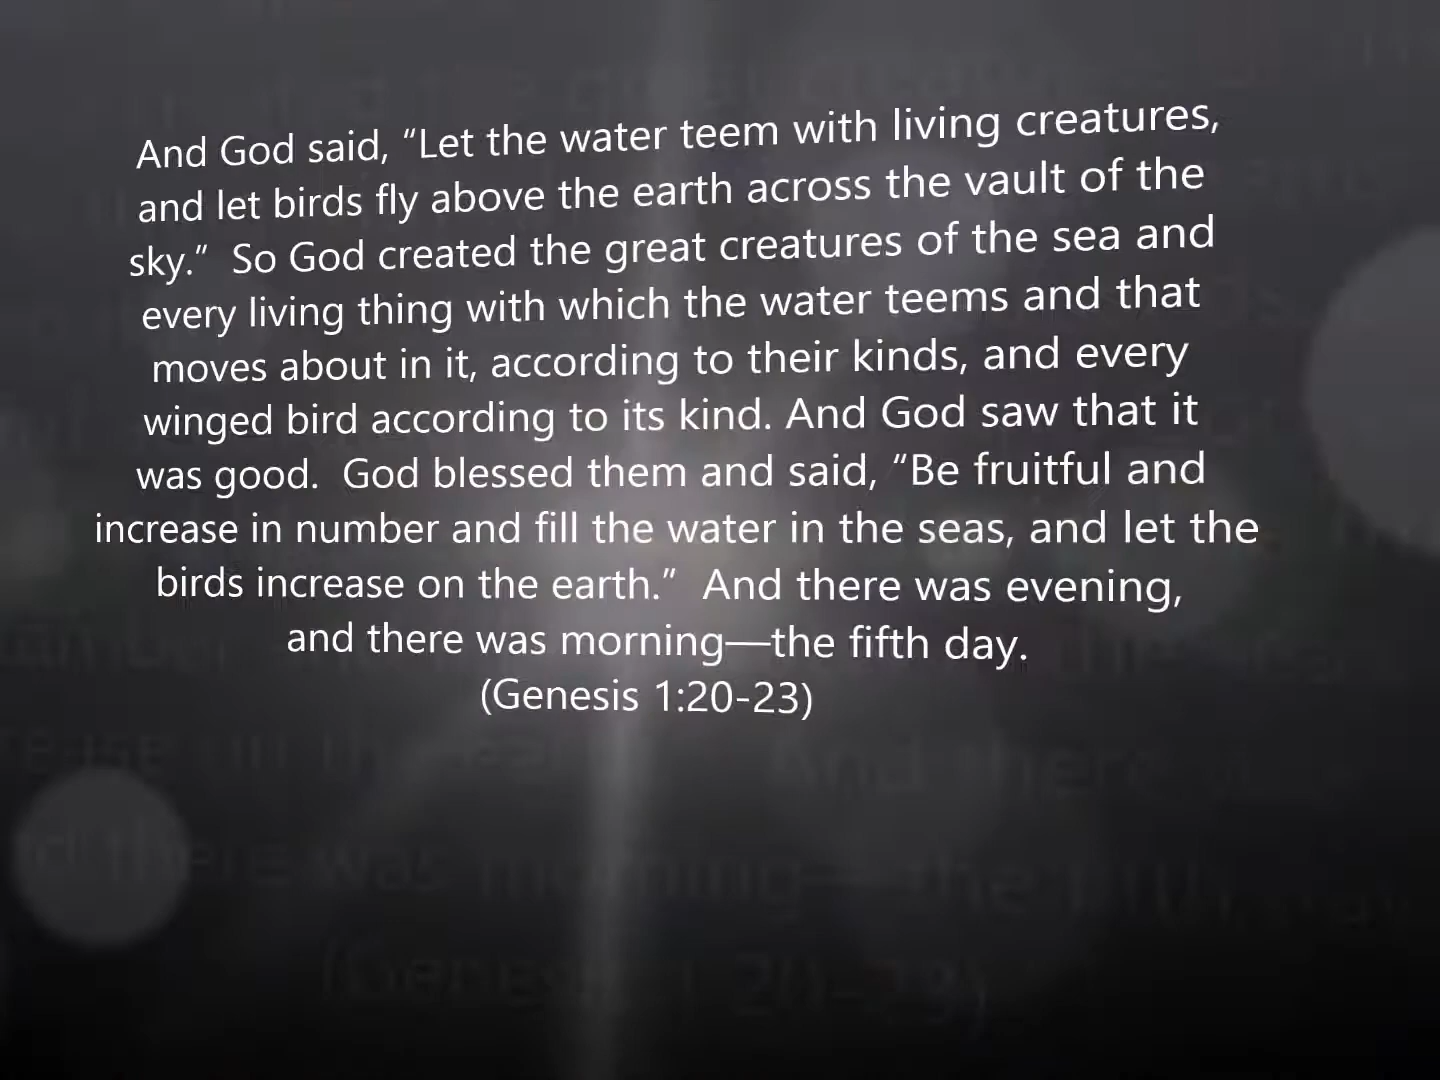 And God said, “Let the water teem with living creatures,
and let birds fly above the earth across the vault of the
sky.”  So God created the great creatures of the sea and
every living thing with which the water teems and that
moves about in it, according to their kinds, and every
winged bird according to its kind. And God saw that it
was good.  God blessed them and said, “Be fruitful and
increase in number and fill the water in the seas, and let the
birds increase on the earth.”  And there was evening,
and there was morning—the fifth day.
(Genesis 1:20-23)